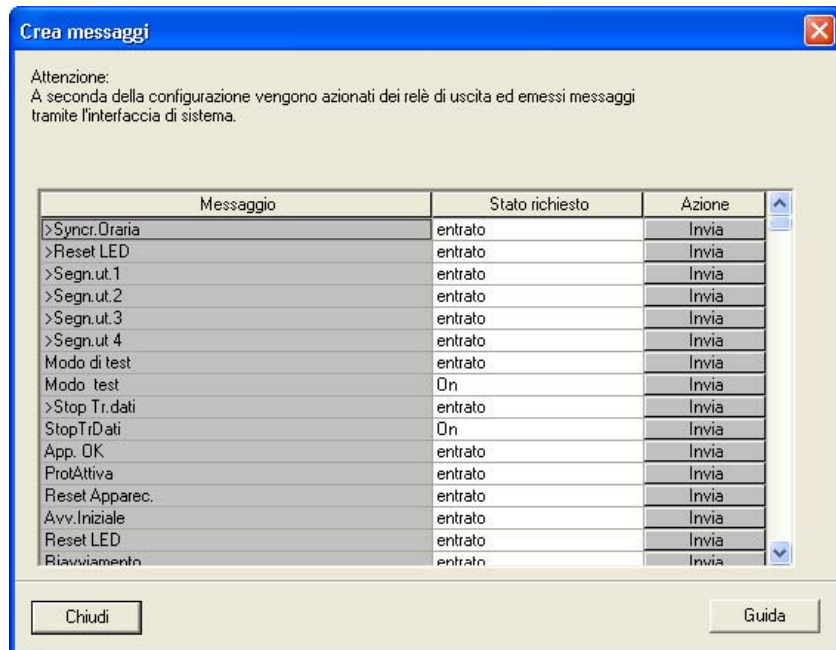 Crea messaggi
Attenzione:
A seconda della configurazione vengono azionati dei relè di uscita ed emessi messaggi
tramite l'interfaccia di sistema.
Messaggio Stato richiesto Azione
>Syncr.Oraria entrato Invia
>Reset LED entrato Invia
>Segn.ut.1 entrato Invia
>Segn.ut.2 entrato Invia
>Segn.ut.3 entrato Invia
>Segn.ut 4 entrato Invia
Modo di test entrato Invia
Modo test On Invia
>Stop Tr.dati entrato Invia
StopTrDati On Invia
App. OK entrato Invia
ProtAttiva entrato Invia
Reset Apparec. entrato Invia
Avv.Iniziale entrato Invia
Reset LED entrato Invia
Riavviamento entrato Invia
Chiudi Guida